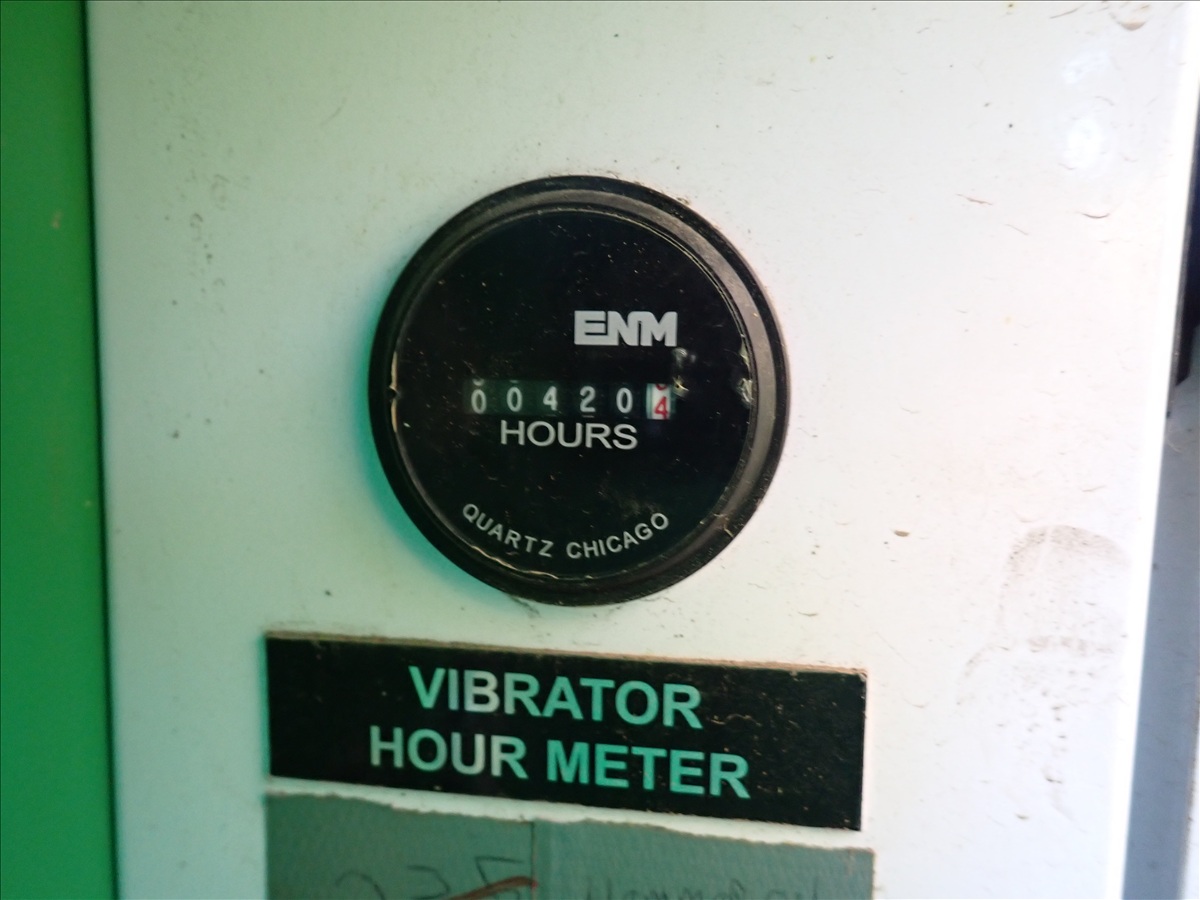 ENM
004204
HOURS
QUARTZ CHICAGO
VIBRATOR
HOUR METER